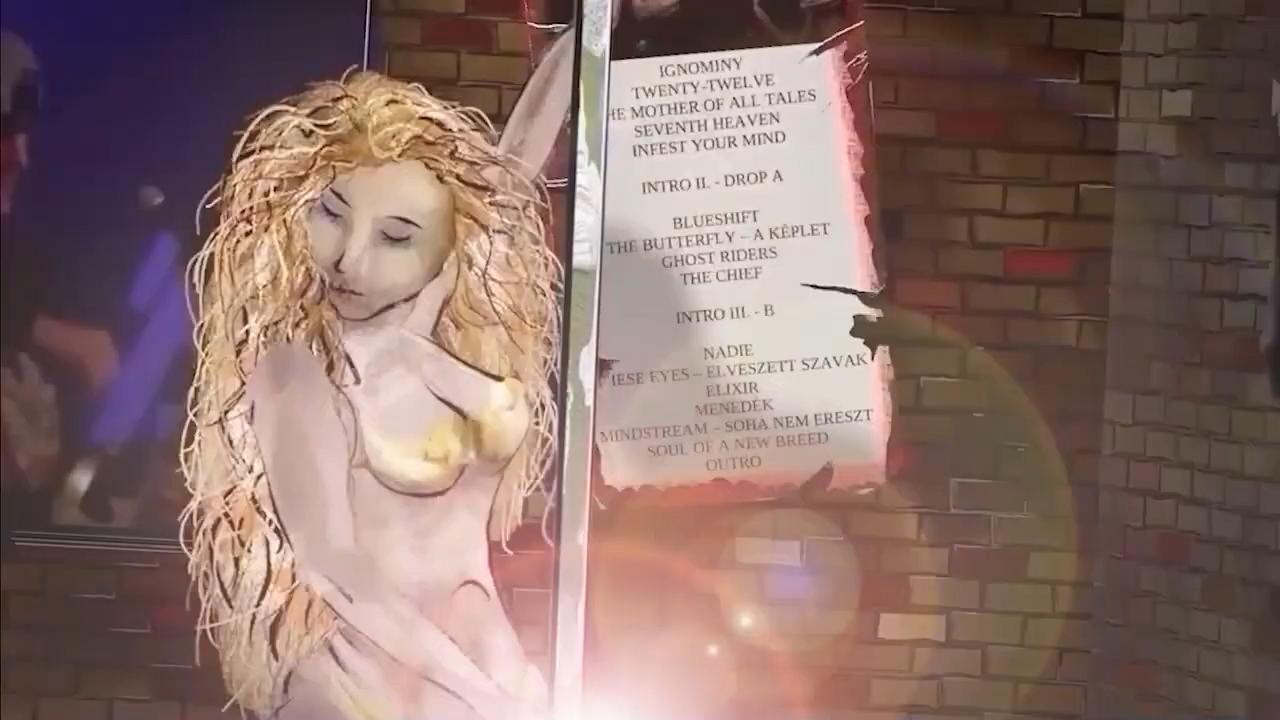 IGNOMINY
TWENTY-TWELVE
HE MOTHER OF ALL TALES
SEVENTH HEAVEN
INFEST YOUR MIND
INTRO II. - DROP A
BLUESHIFT
THE BUTTERFLY – A KÉPLET
GHOST RIDERS
THE CHIEF
INTRO III. - B
NADIE
HESE EYES – ELVESZETT SZAVAK
ELIXIR
MENEDÉK
MINDSTREAM – SOHA NEM ERESZT
SOUL OF A NEW BREED
OUTRO